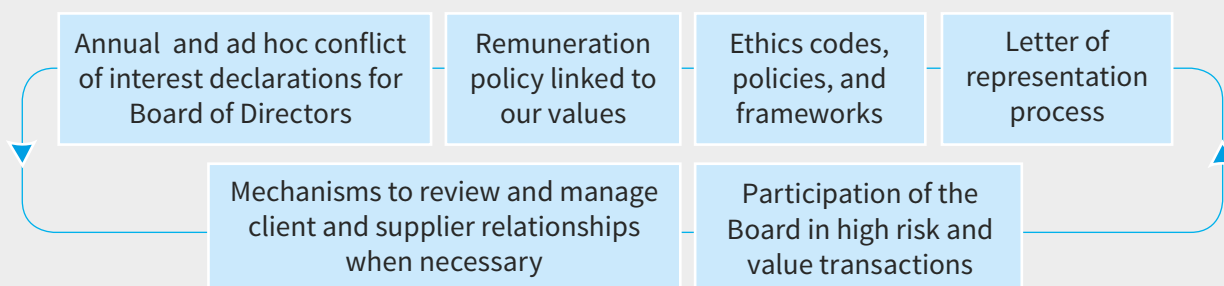 Annual and ad hoc conflict
of interest declarations for
Board of Directors
Remuneration
policy linked to
our values
Ethics codes,
policies, and
frameworks
Letter of
representation
process
Mechanisms to review and manage
client and supplier relationships
when necessary
Participation of the
Board in high risk and
value transactions